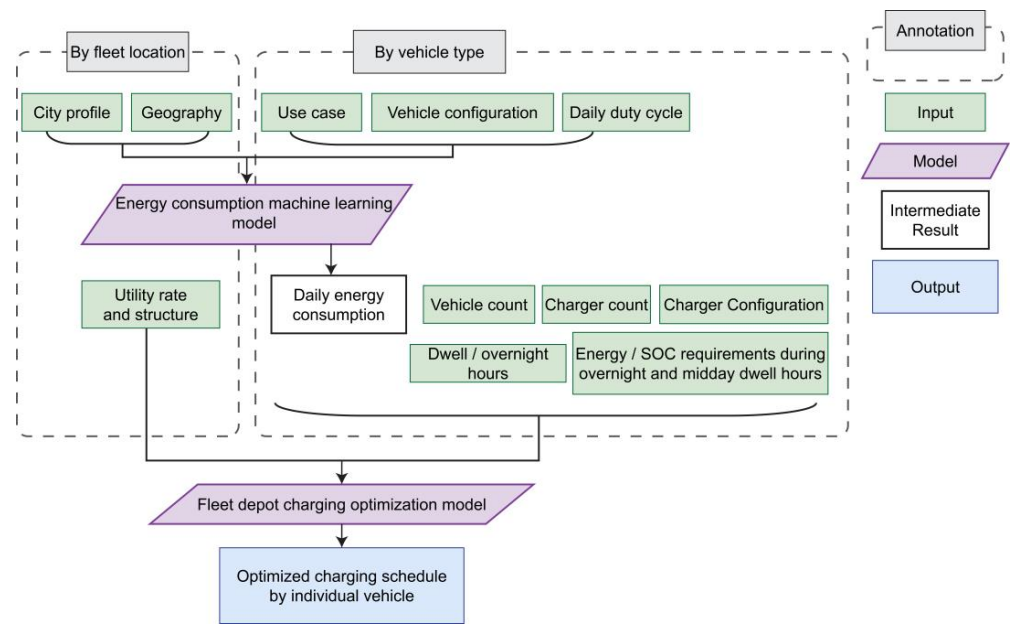 By fleet location
By vehicle type
Annotation
City profile
Geography
Use case
Vehicle configuration
Daily duty cycle
Input
Model
Energy consumption machine learning
model
Intermediate
Result
Utility rate
and structure
Daily energy
consumption
Vehicle count
Charger count
Charger Configuration
Output
Dwell / overnight
hours
Energy / SOC requirements during
overnight and midday dwell hours
Fleet depot charging optimization model
Optimized charging schedule
by individual vehicle